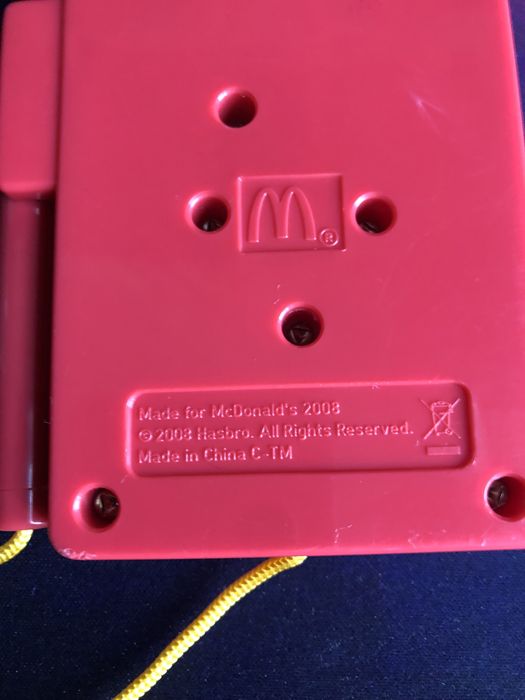 M®
Made for McDonald's 2008
©2008 Hasbro. All Rights Reserved.
Made in China C-TM